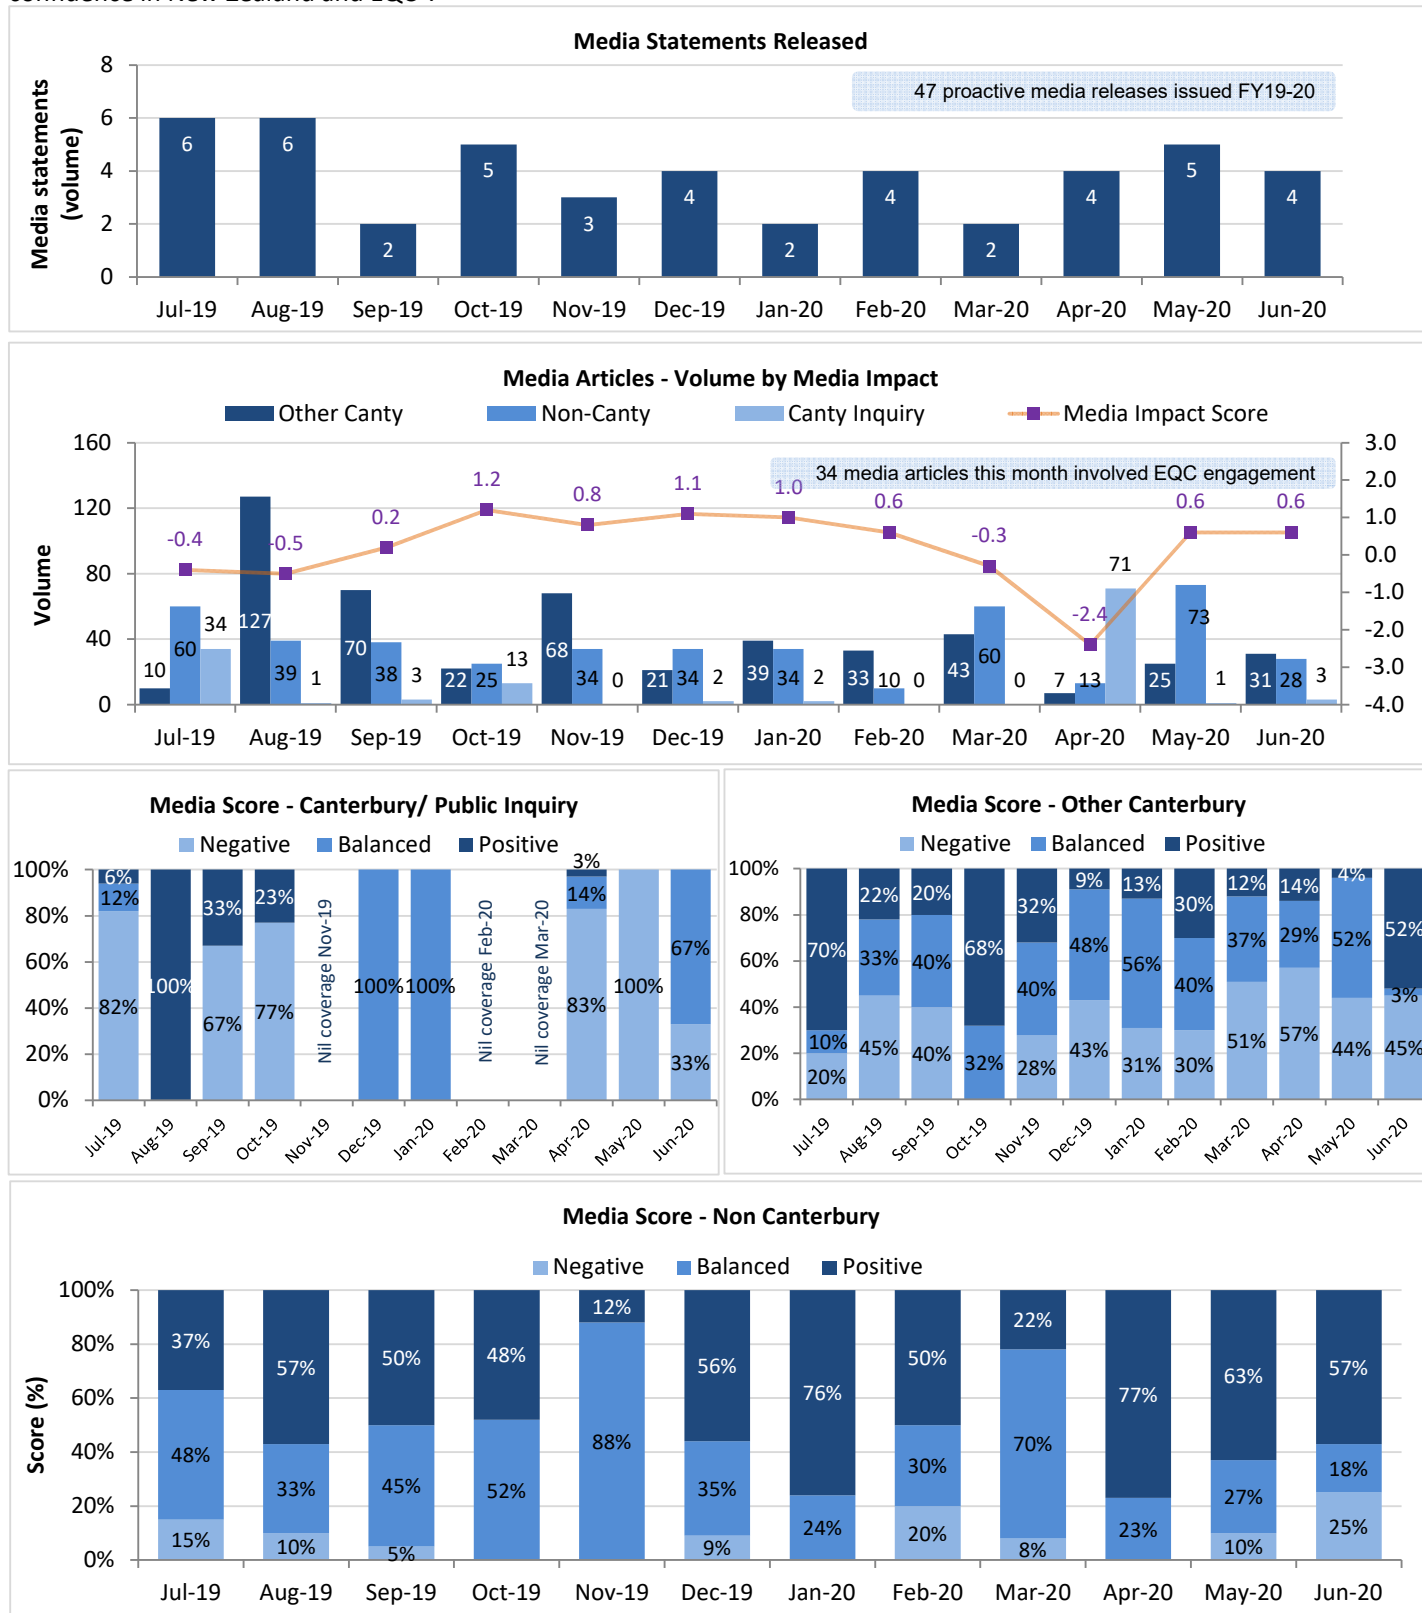 Media Statements Released
47 proactive media releases issued FY19-20
Media statements
(volume)
8
6
4
2
0
6 6 2 5 3 4 2 4 2 4 5 4
Jul-19 Aug-19 Sep-19 Oct-19 Nov-19 Dec-19 Jan-20 Feb-20 Mar-20 Apr-20 May-20 Jun-20
Media Articles - Volume by Media Impact
Other Canty Non-Canty Canty Inquiry Media Impact Score
34 media articles this month involved EQC engagement
Volume
160
120
80
40
0
3.0
2.0
1.0
0.0
-1.0
-2.0
-3.0
-4.0
-0.4 -0.5 0.2 1.2 0.8 1.1 1.0 0.6 -0.3 -2.4 0.6 0.6
10 60 34 127 39 1 70 38 3 22 25 13 68 34 0 21 34 2 39 34 2 33 10 0 43 60 0 7 13 71 25 73 1 31 28 3
Jul-19 Aug-19 Sep-19 Oct-19 Nov-19 Dec-19 Jan-20 Feb-20 Mar-20 Apr-20 May-20 Jun-20
Media Score - Canterbury/ Public Inquiry
Negative Balanced Positive
100%
80%
60%
40%
20%
0%
6% 33% 23% 3%
12% 14% 67%
82% 100% 67% 77% 100% 100% 83% 100% 33%
Nil coverage Nov-19
Nil coverage Feb-20
Nil coverage Mar-20
Jul-19 Aug-19 Sep-19 Oct-19 Nov-19 Dec-19 Jan-20 Feb-20 Mar-20 Apr-20 May-20 Jun-20
Media Score - Other Canterbury
Negative Balanced Positive
100%
80%
60%
40%
20%
0%
70% 22% 20% 68% 32% 9% 13% 30% 12% 14% 4% 52%
10% 33% 40% 32% 40% 48% 56% 40% 37% 29% 52% 3%
20% 45% 40% 28% 43% 31% 30% 51% 57% 44% 45%
Jul-19 Aug-19 Sep-19 Oct-19 Nov-19 Dec-19 Jan-20 Feb-20 Mar-20 Apr-20 May-20 Jun-20
Media Score - Non Canterbury
Negative Balanced Positive
Score (%)
100%
80%
60%
40%
20%
0%
37% 57% 50% 48% 12% 56% 76% 50% 22% 77% 63% 57%
48% 33% 45% 52% 88% 35% 24% 30% 70% 23% 27% 18%
15% 10% 5% 9% 20% 8% 10% 25%
Jul-19 Aug-19 Sep-19 Oct-19 Nov-19 Dec-19 Jan-20 Feb-20 Mar-20 Apr-20 May-20 Jun-20